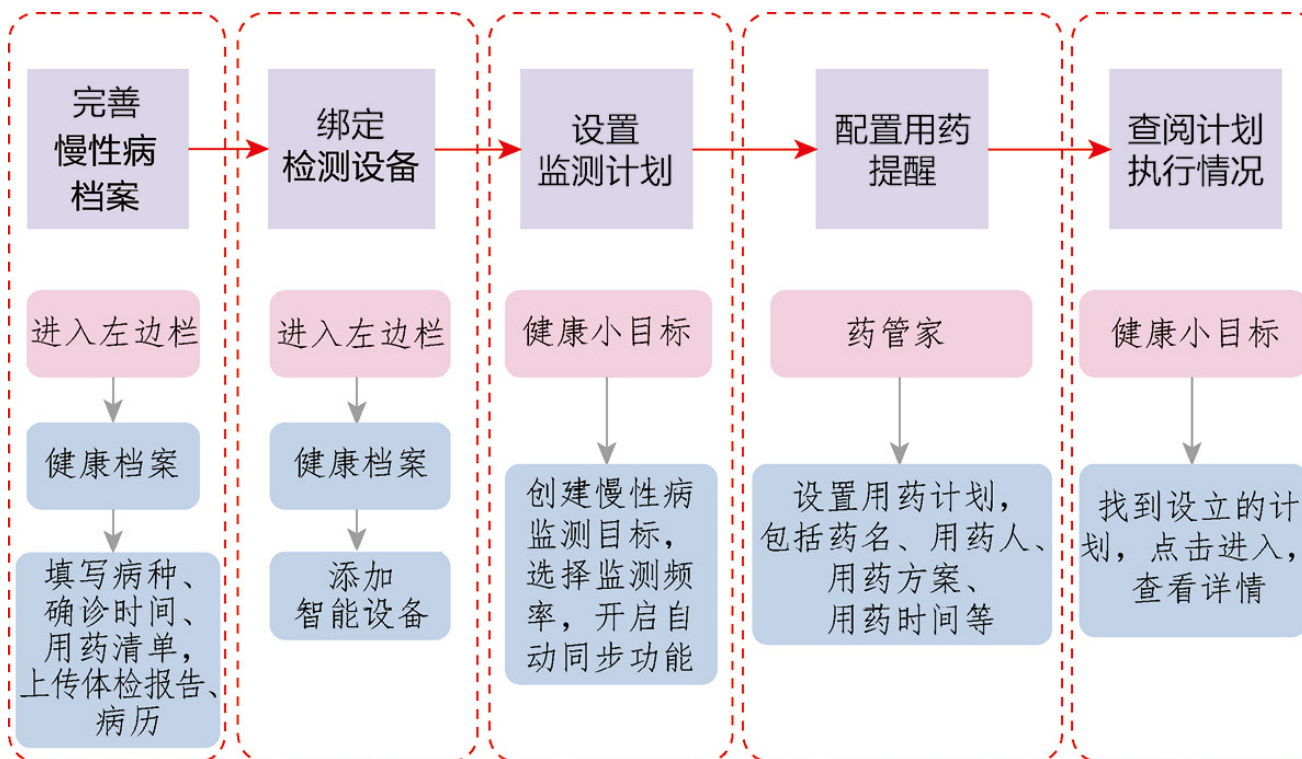 完善
慢性病
档案
绑定
检测设备
设置
监测计划
配置用药
提醒
查阅计划
执行情况
进入左边栏
健康档案
填写病种、
确诊时间、
用药清单，
上传体检报告、
病历
进入左边栏
健康档案
添加
智能设备
健康小目标
创建慢性病
监测目标，
选择监测频
率，开启自
动同步功能
药管家
设置用药计划，
包括药名、用药人、
用药方案、
用药时间等
健康小目标
找到设立的计
划，点击进入，
查看详情